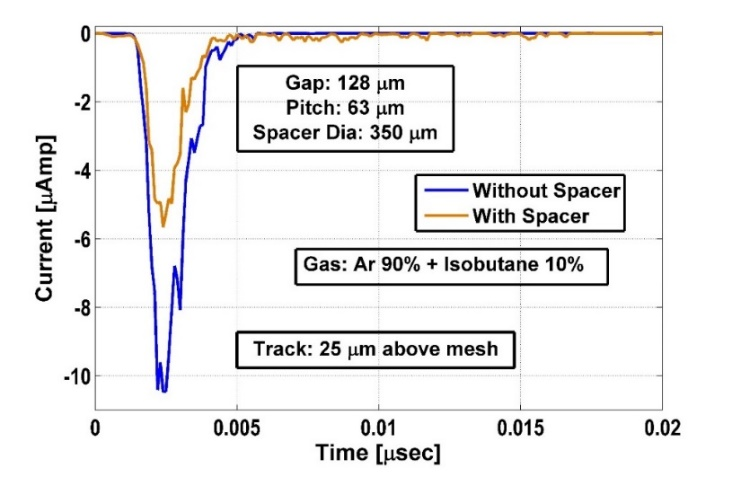 0
-2
-4
-6
-8
-10
Current [μAmp]
Gap: 128 μm
Pitch: 63 μm
Spacer Dia: 350 μm
Without Spacer
With Spacer
Gas: Ar 90% + Isobutane 10%
Track: 25 μm above mesh
0 0.005 0.01 0.015 0.02
Time [μsec]